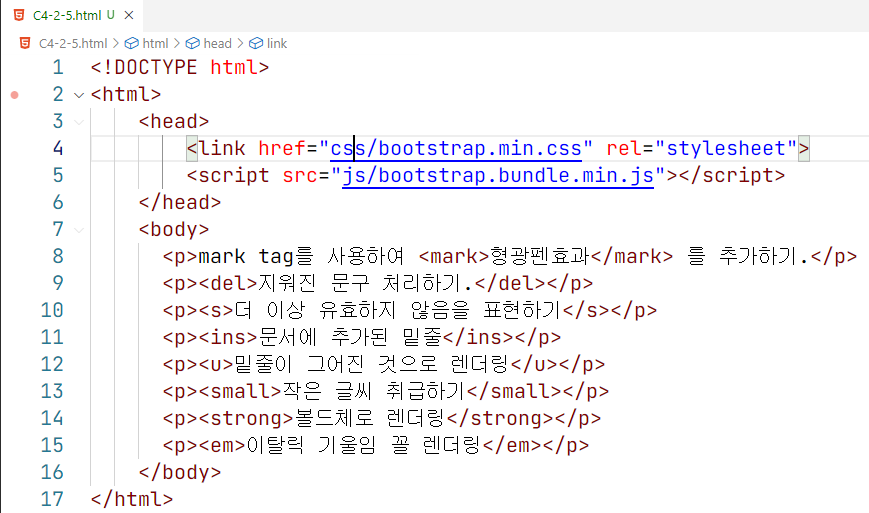 C4-2-5.html U ×
C4-2-5.html > html > head > link
1 <!DOCTYPE html>
2 <html>
3 <head>
4 <link href="css/bootstrap.min.css" rel="stylesheet">
5 <script src="js/bootstrap.bundle.min.js"></script>
6 </head>
7 <body>
8 <p>mark tag를 사용하여 <mark>형광펜효과</mark> 를 추가하기.</p>
9 <p><del>지워진 문구 처리하기.</del></p>
10 <p><s>더 이상 유효하지 않음을 표현하기</s></p>
11 <p><ins>문서에 추가된 밑줄</ins></p>
12 <p><u>밑줄이 그어진 것으로 렌더링</u></p>
13 <p><small>작은 글씨 취급하기</small></p>
14 <p><strong>볼드체로 렌더링</strong></p>
15 <p><em>이탈릭 기울임 꼴 렌더링</em></p>
16 </body>
17 </html>